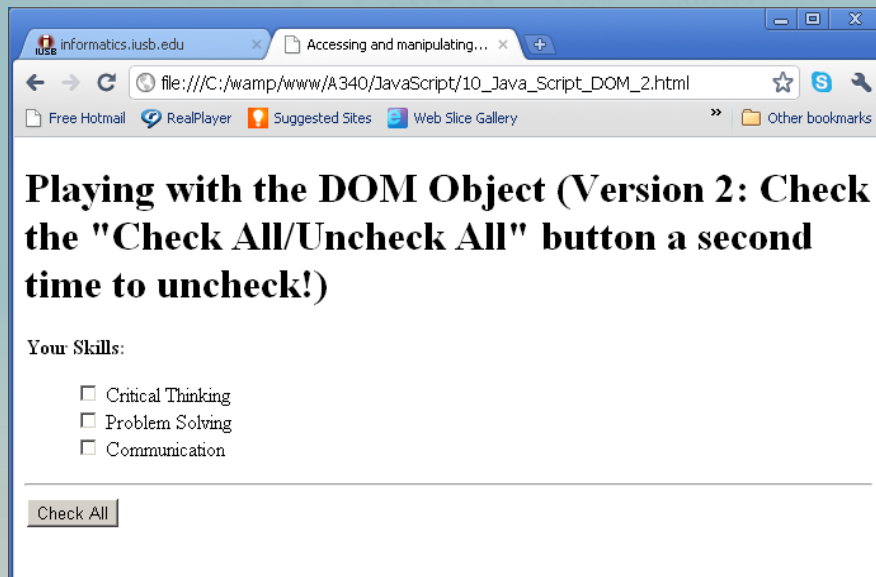 IUSB informatics.iusb.edu
Accessing and manipulating...
file:///C:/wamp/www/A340/JavaScript/10_Java_Script_DOM_2.html
Free Hotmail RealPlayer Suggested Sites Web Slice Gallery » Other bookmarks
Playing with the DOM Object (Version 2: Check
the "Check All/Uncheck All" button a second
time to uncheck!)
Your Skills:
Critical Thinking
Problem Solving
Communication
Check All